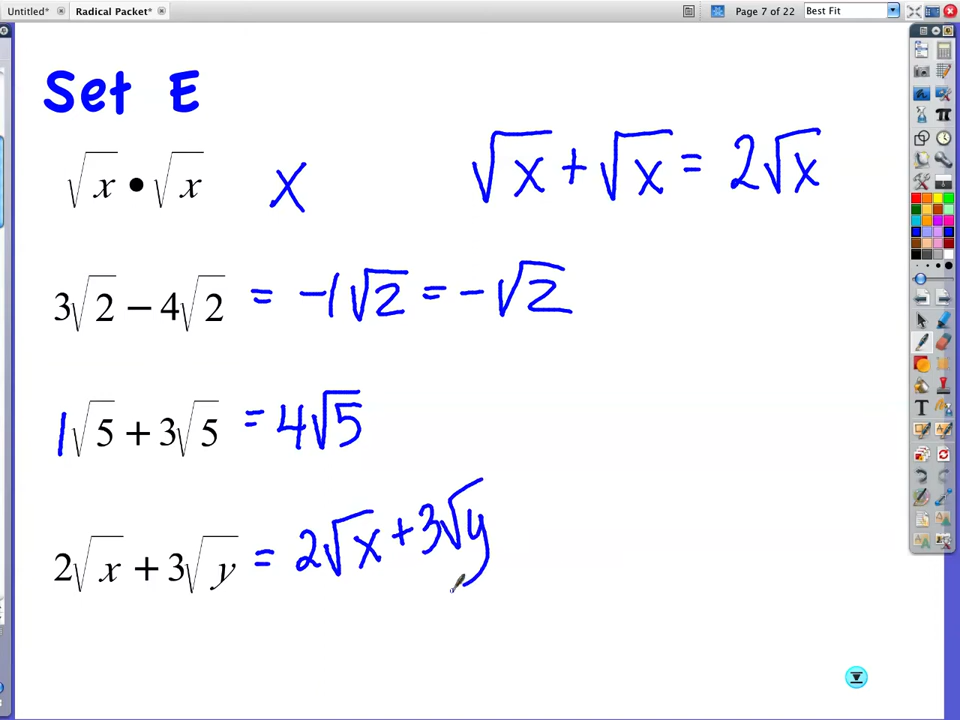 Untitled* Radical Packet* Page 7 of 22 Best Fit
Set E
√x • √x x √x + √x = 2√x
3√2 − 4√2 = −1√2 = −√2
1√5 + 3√5 = 4√5
2√x + 3√y = 2√x + 3√y